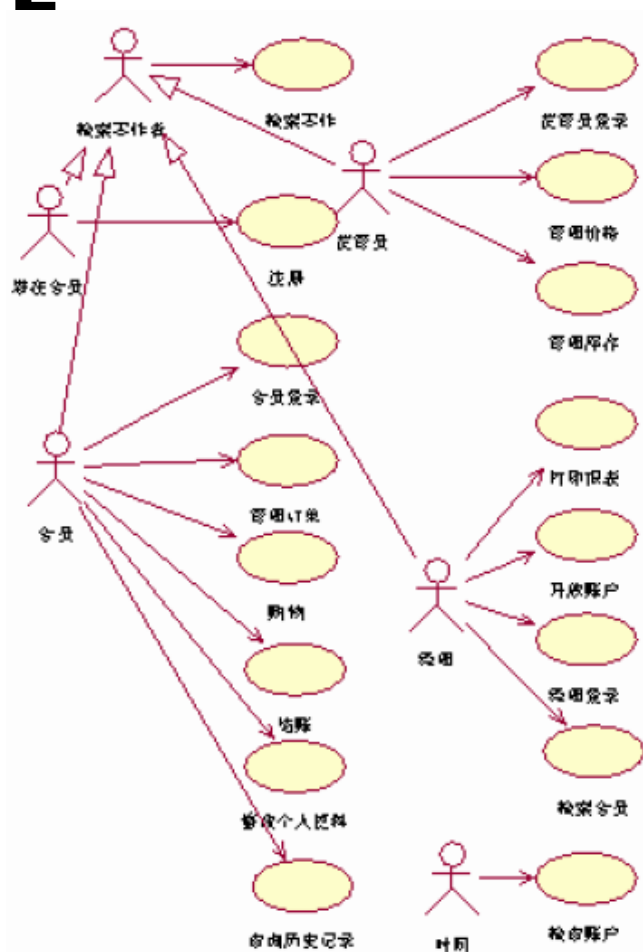 检索工作者
检索工作
资管员登录
资管员
管理价格
潜在会员
注册
管理库存
会员登录
打印报表
会员
管理订单
开放账户
购物
经理
经理登录
结账
检索会员
修改个人资料
查询历史记录
时间
检查账户